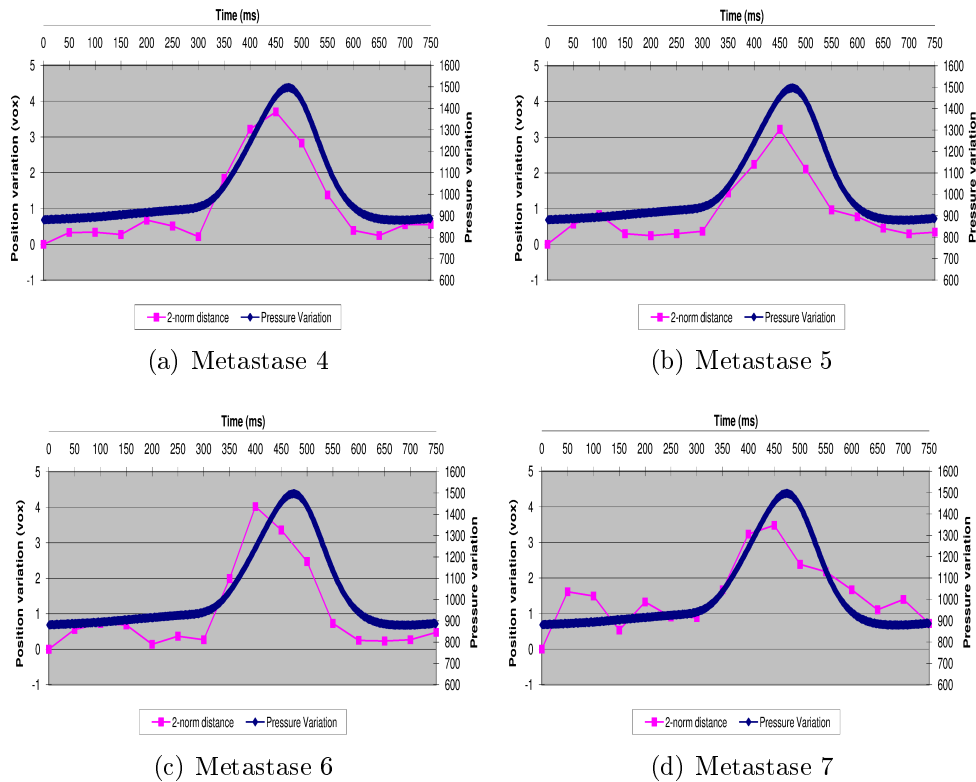 Time (ms)
0 50 100 150 200 250 300 350 400 450 500 550 600 650 700 750
5 4 3 2 1 0 -1
Position variation (vox)
1600 1500 1400 1300 1200 1100 1000 900 800 700 600
Pressure variation
2-norm distance Pressure Variation
(a) Metastase 4
Time (ms)
0 50 100 150 200 250 300 350 400 450 500 550 600 650 700 750
5 4 3 2 1 0 -1
Position variation (vox)
1600 1500 1400 1300 1200 1100 1000 900 800 700 600
Pressure variation
2-norm distance Pressure Variation
(b) Metastase 5
Time (ms)
0 50 100 150 200 250 300 350 400 450 500 550 600 650 700 750
5 4 3 2 1 0 -1
Position variation (vox)
1600 1500 1400 1300 1200 1100 1000 900 800 700 600
Pressure variation
2-norm distance Pressure Variation
(c) Metastase 6
Time (ms)
0 50 100 150 200 250 300 350 400 450 500 550 600 650 700 750
5 4 3 2 1 0 -1
Position variation (vox)
1600 1500 1400 1300 1200 1100 1000 900 800 700 600
Pressure variation
2-norm distance Pressure Variation
(d) Metastase 7